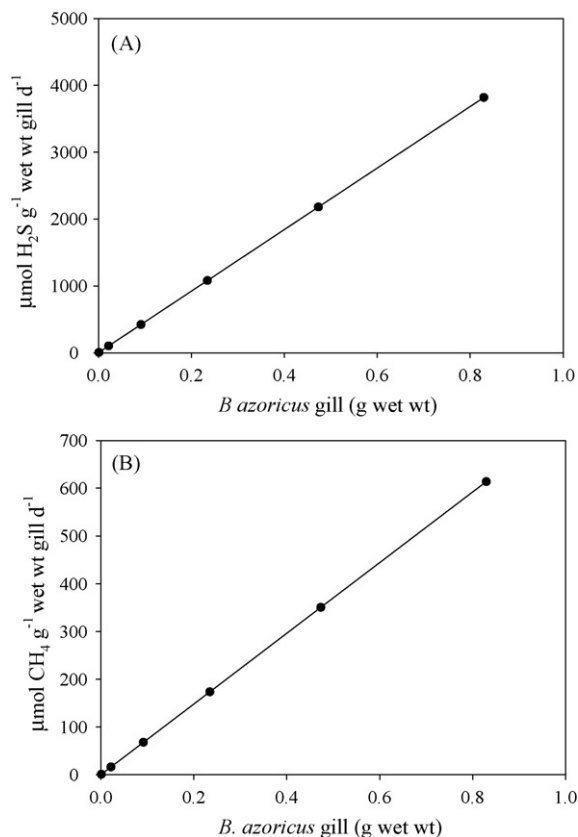 (A)
5000
4000
3000
2000
1000
0
µmol H₂S g⁻¹ wet wt gill d⁻¹
0.0 0.2 0.4 0.6 0.8 1.0
B azoricus gill (g wet wt)
(B)
700
600
500
400
300
200
100
0
µmol CH₄ g⁻¹ wet wt gill d⁻¹
0.0 0.2 0.4 0.6 0.8 1.0
B. azoricus gill (g wet wt)